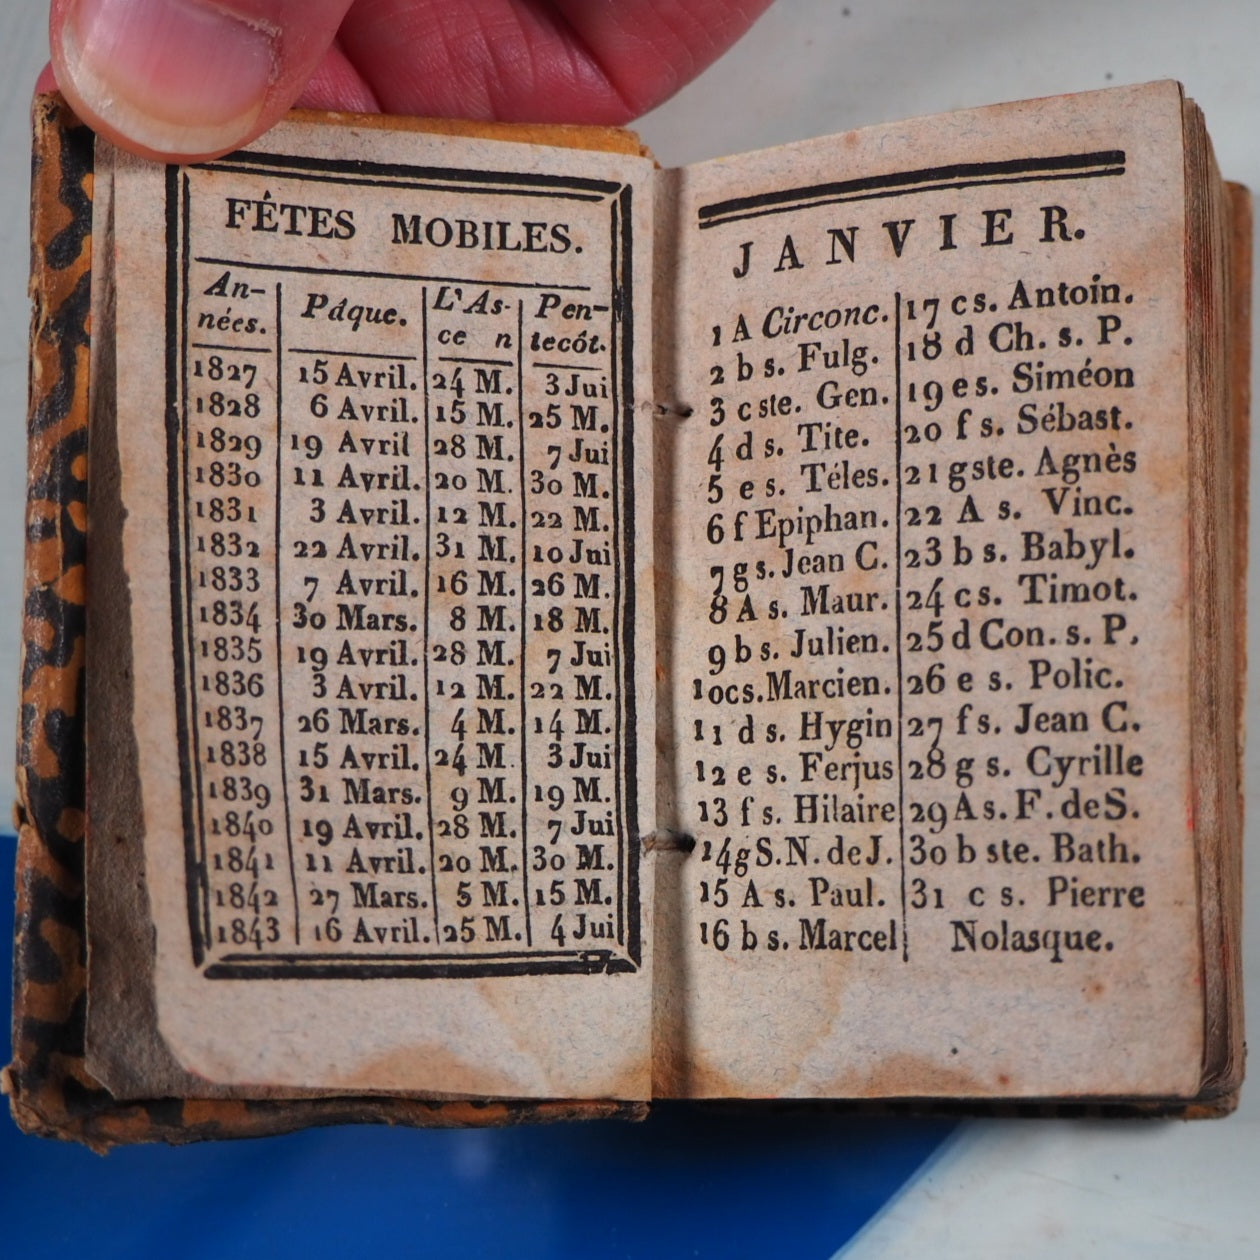 FÊTES MOBILES.
An-nées. Pâque. L'As-ce n Pen-tecôt.
1827 15 Avril. 24 M. 3 Jui
1828 6 Avril. 15 M. 25 M.
1829 19 Avril 28 M. 7 Jui
1830 11 Avril. 20 M. 30 M.
1831 3 Avril. 12 M. 22 M.
1832 22 Avril. 31 M. 10 Jui
1833 7 Avril. 16 M. 26 M.
1834 30 Mars. 8 M. 18 M.
1835 19 Avril. 28 M. 7 Jui
1836 3 Avril. 12 M. 22 M.
1837 26 Mars. 4 M. 14 M.
1838 15 Avril. 24 M. 3 Jui
1839 31 Mars. 9 M. 19 M.
1840 19 Avril. 28 M. 7 Jui
1841 11 Avril. 20 M. 30 M.
1842 27 Mars. 5 M. 15 M.
1843 16 Avril. 25 M. 4 Jui
JANVIER.
1 A Circonc.
2 b s. Fulg.
3 c ste. Gen.
4 d s. Tite.
5 e s. Téles.
6 f Epiphan.
7 g s. Jean C.
8 A s. Maur.
9 b s. Julien.
10 c s. Marcien.
11 d s. Hygin
12 e s. Ferjus
13 f s. Hilaire
14 g S. N. de J.
15 A s. Paul.
16 b s. Marcel
17 c s. Antoin.
18 d Ch. s. P.
19 e s. Siméon
20 f s. Sébast.
21 g ste. Agnès
22 A s. Vinc.
23 b s. Babyl.
24 c s. Timot.
25 d Con. s. P.
26 e s. Polic.
27 f s. Jean C.
28 g s. Cyrille
29 A s. F. de S.
30 b ste. Bath.
31 c s. Pierre
Nolasque.